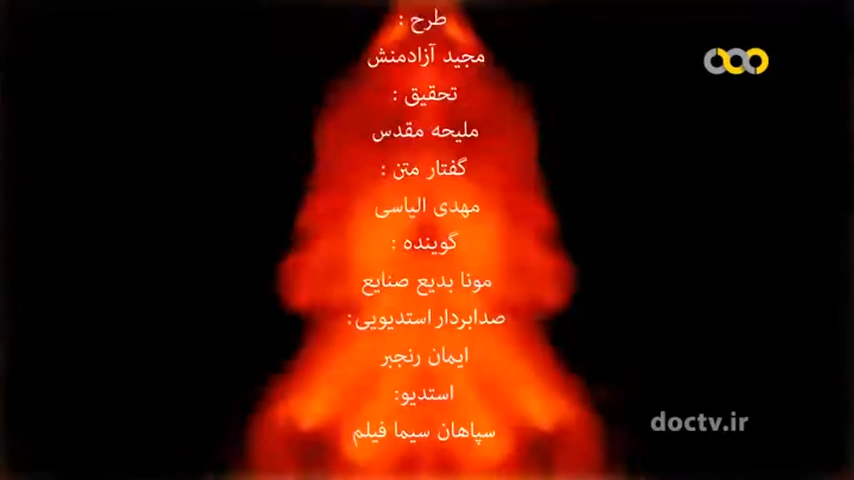 طرح :
مجید آزادمنش
تحقیق :
ملیحه مقدس
گفتار متن :
مهدی الیاسی
گوینده :
مونا بدیع صنایع
صدابردار استدیویی:
ایمان رنجبر
استدیو:
سپاهان سیما فیلم
doctv.ir